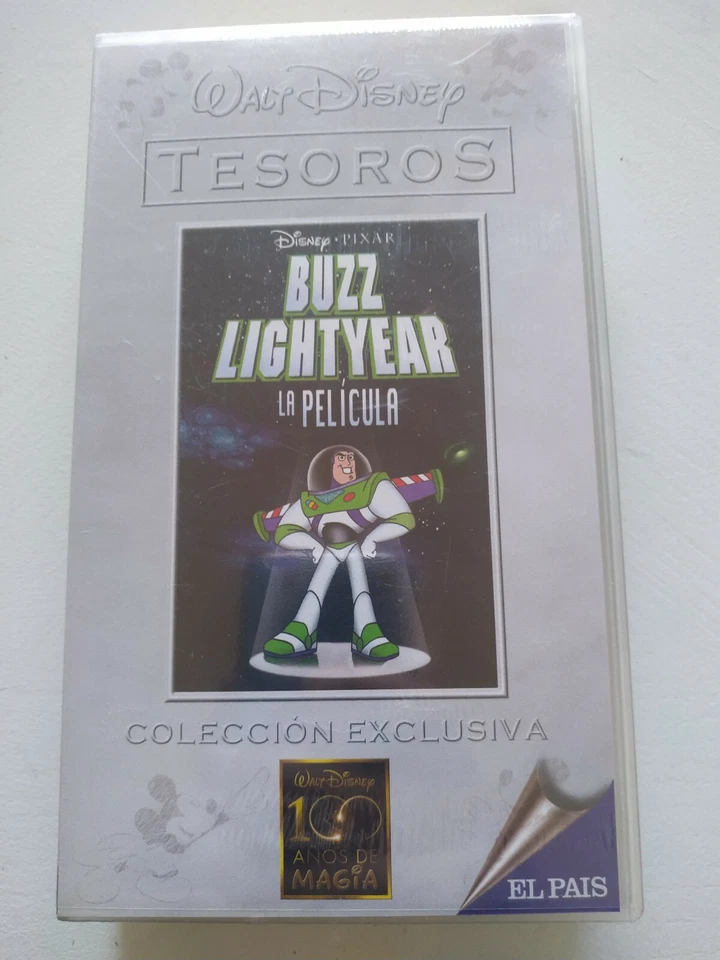 WALT DISNEY
TESOROS
DISNEY · PIXAR
BUZZ
LIGHTYEAR
LA PELÍCULA
COLECCIÓN EXCLUSIVA
WALT DISNEY
100
AÑOS DE
MAGIA
EL PAIS